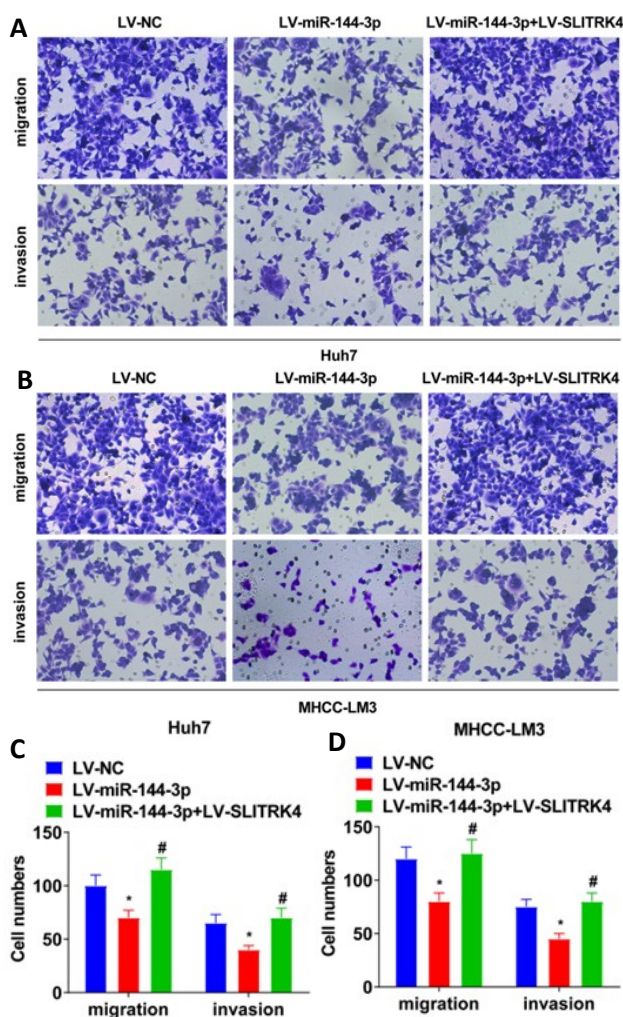 A
LV-NC LV-miR-144-3p LV-miR-144-3p+LV-SLITRK4
migration
invasion
Huh7
B
LV-NC LV-miR-144-3p LV-miR-144-3p+LV-SLITRK4
migration
invasion
MHCC-LM3
C
Huh7
LV-NC
LV-miR-144-3p
LV-miR-144-3p+LV-SLITRK4
Cell numbers
150
100
50
0
* # * #
migration invasion
D
MHCC-LM3
LV-NC
LV-miR-144-3p
LV-miR-144-3p+LV-SLITRK4
Cell numbers
150
100
50
0
* # * #
migration invasion